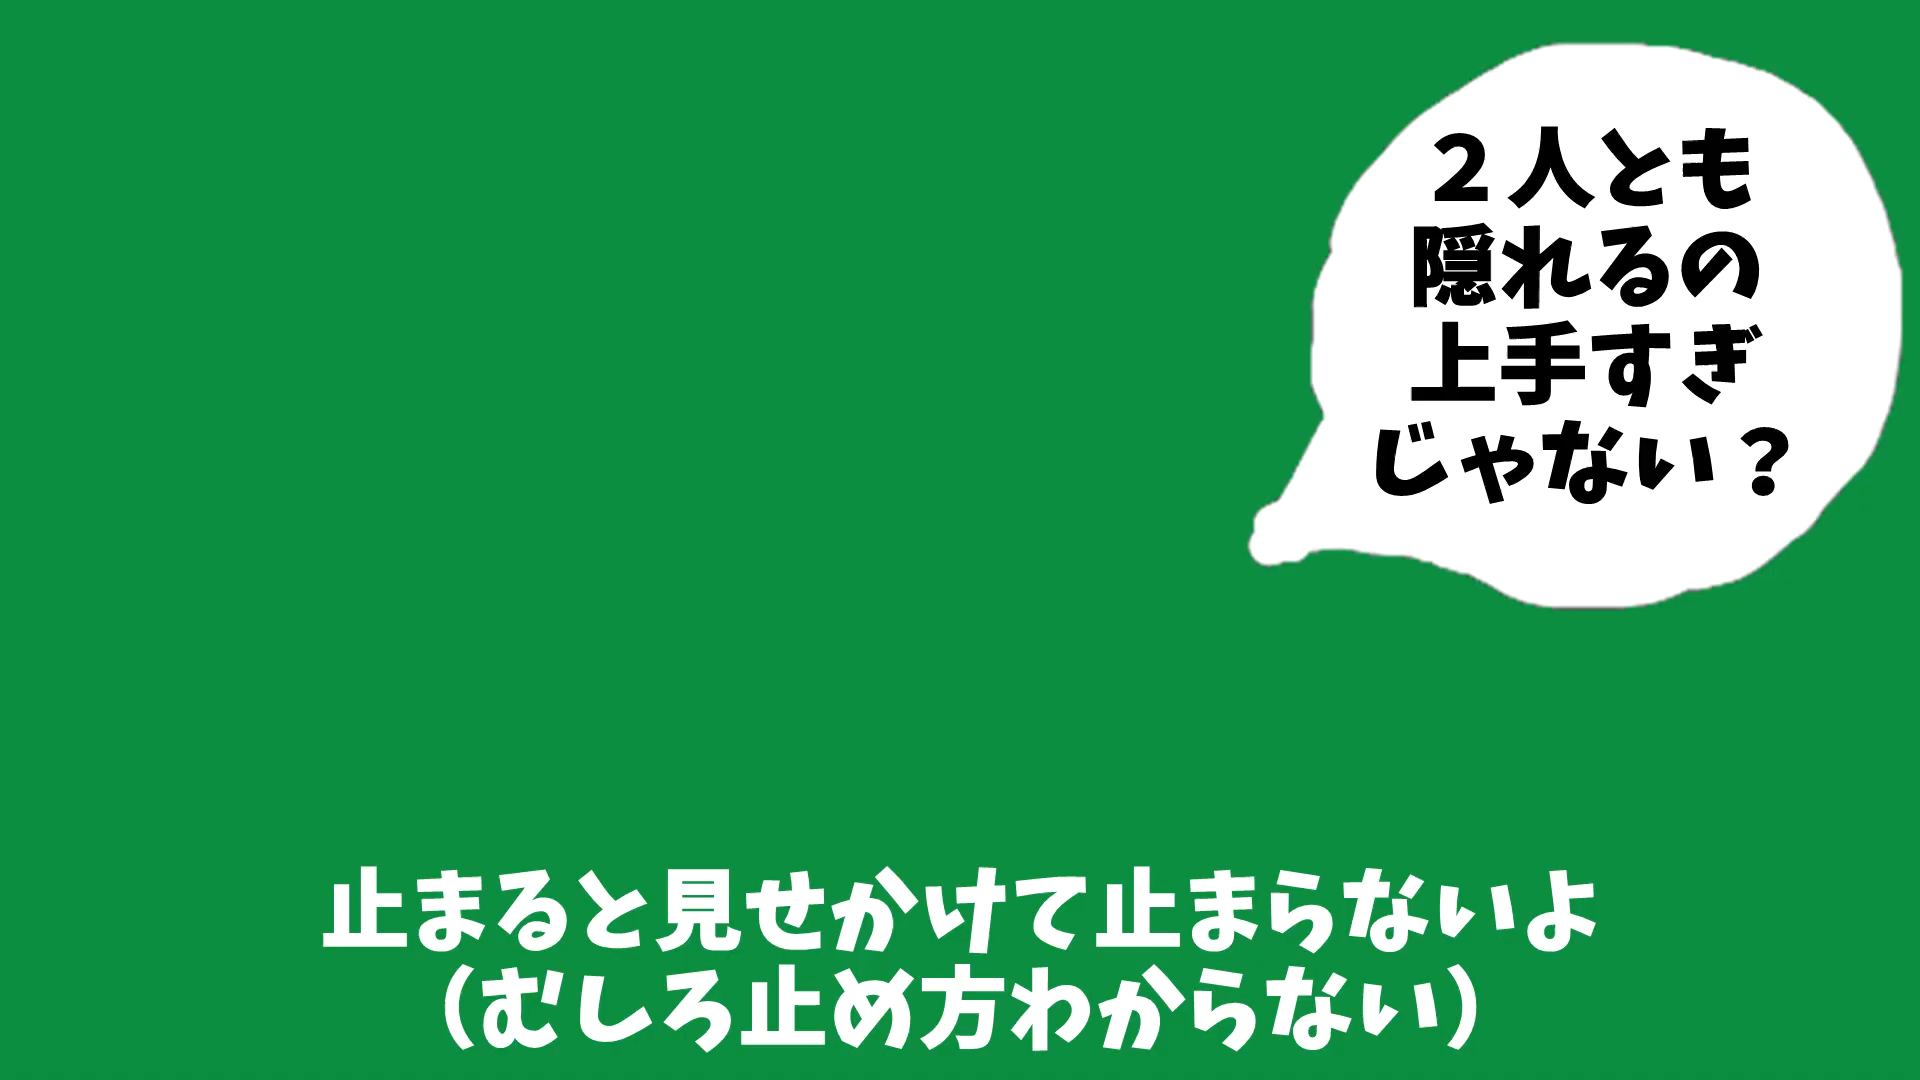 ２人とも
隠れるの
上手すぎ
じゃない？
止まると見せかけて止まらないよ
（むしろ止め方わからない）